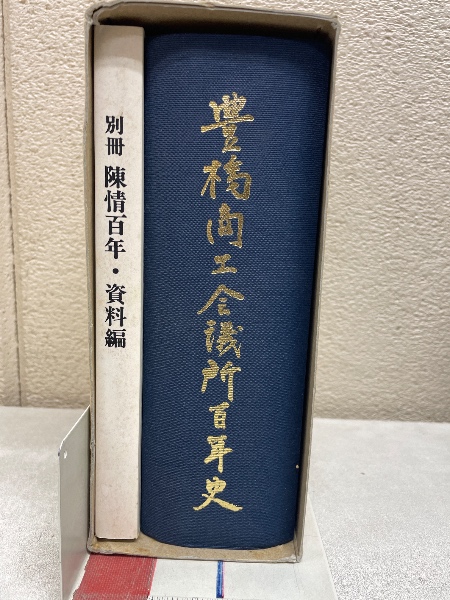 豊橋商工会議所百年史
別冊 陳情百年・資料編